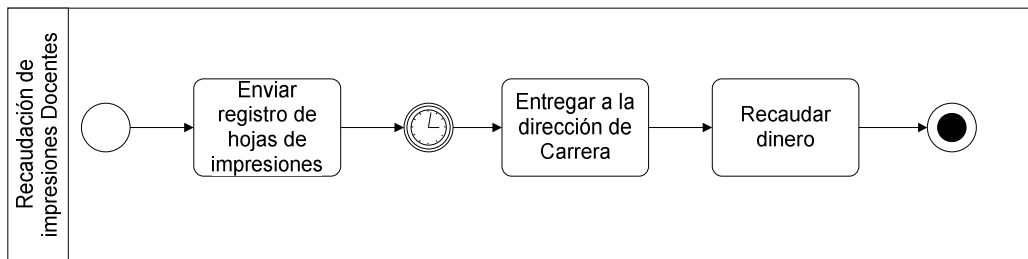 Recaudación de
impresiones Docentes
Enviar
registro de
hojas de
impresiones
Entregar a la
dirección de
Carrera
Recaudar
dinero